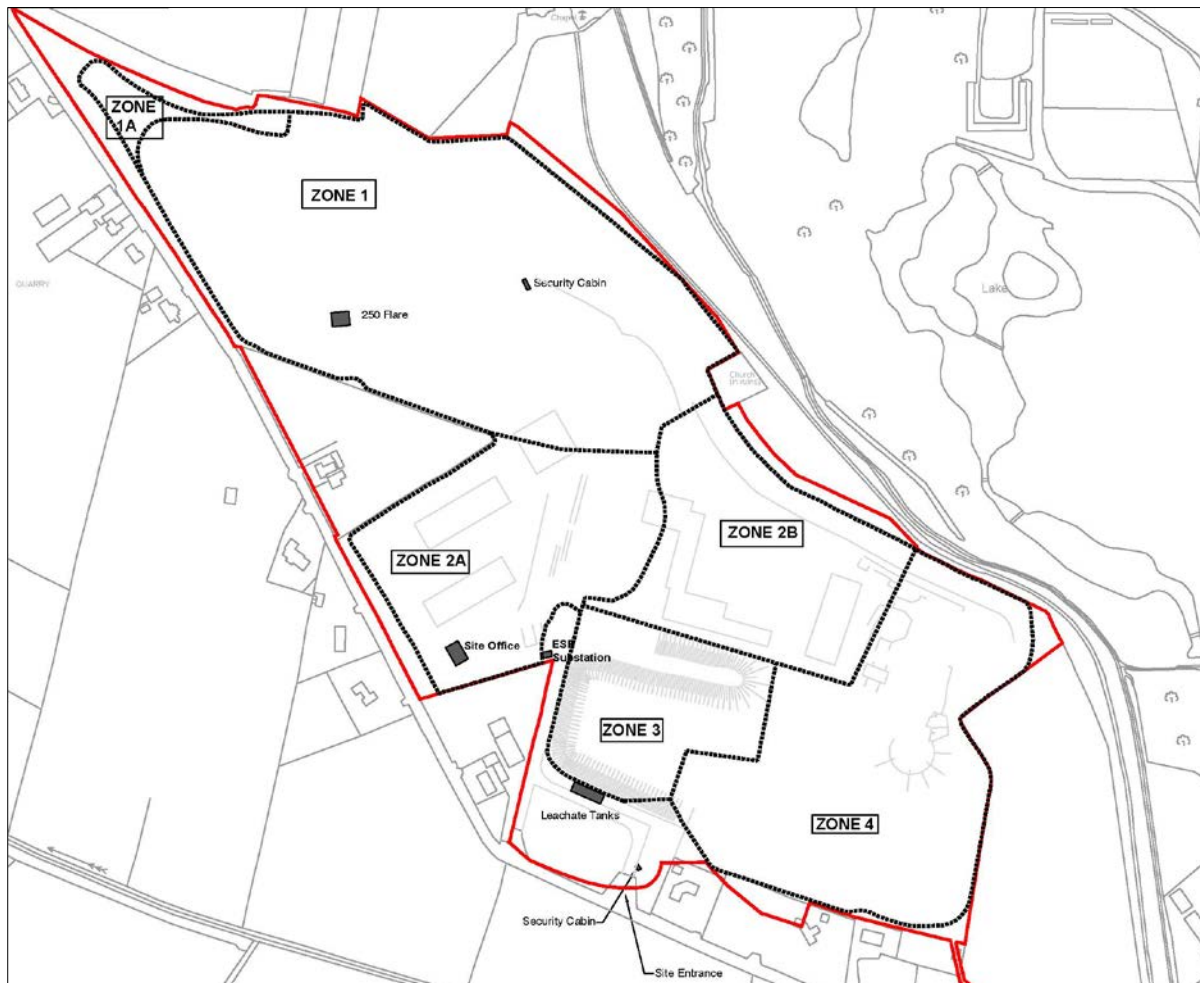 Chapel
ZONE
1A
ZONE 1
QUARRY
Security Cabin
Lake
250 Flare
Church
(in ruins)
ZONE 2B
ZONE 2A
Site Office
ESB
Substation
ZONE 3
Leachate Tanks
ZONE 4
Security Cabin
Site Entrance